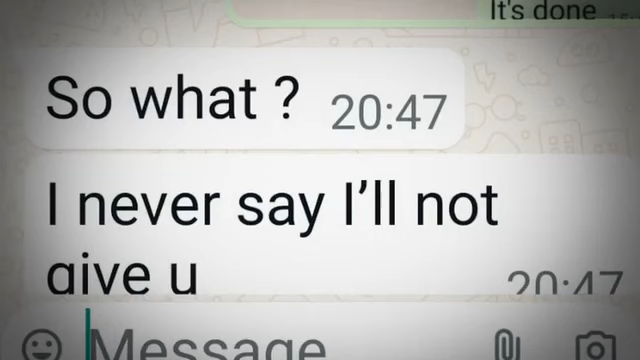 It's done
So what ? 20:47
I never say I'll not
give u 20:47
Message